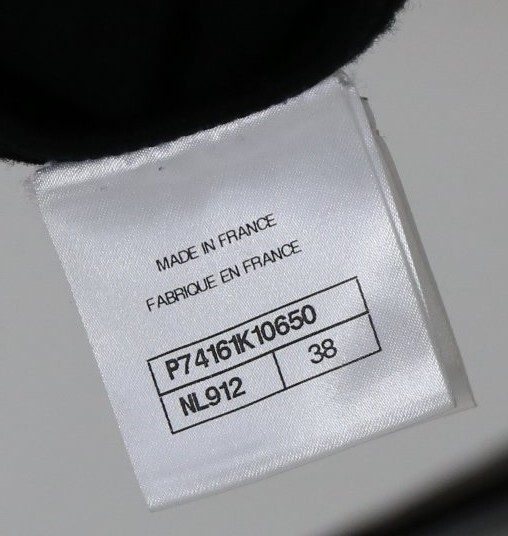 MADE IN FRANCE
FABRIQUE EN FRANCE
P74161K10650
NL912 38